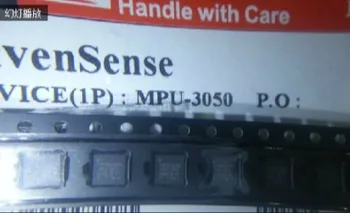 幻灯播放
Handle with Care
venSense
VICE(1P) : MPU-3050 P.O :